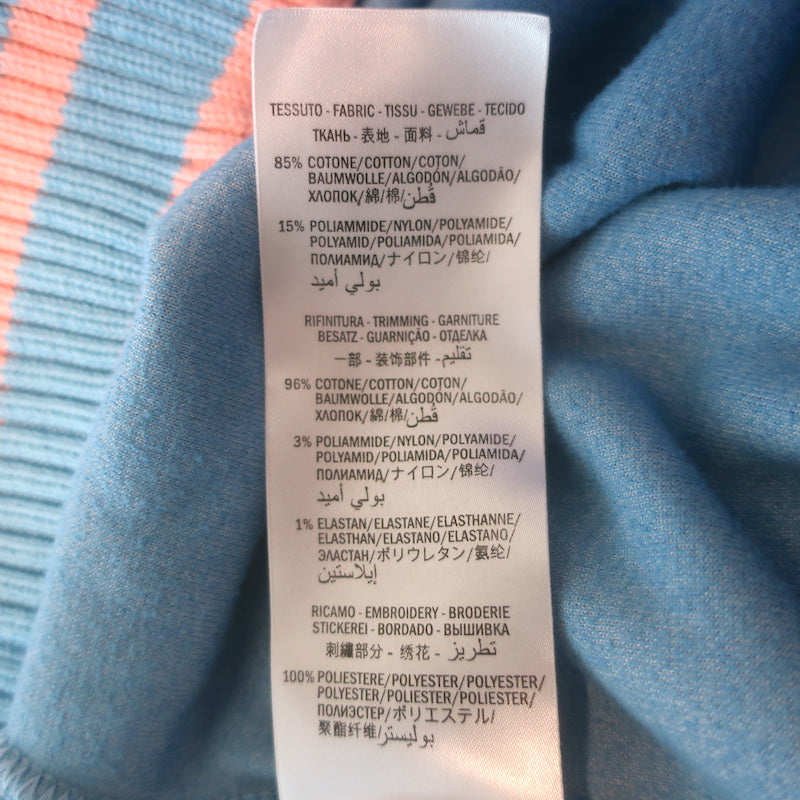 TESSUTO - FABRIC - TISSU - GEWEBE - TECIDO
ТКАНЬ - 表地 - 面料 - قماش
85% COTONE/COTTON/COTON/
BAUMWOLLE/ALGODÓN/ALGODÃO/
ХЛОПОК/綿/棉/قُطن
15% POLIAMMIDE/NYLON/POLYAMIDE/
POLYAMID/POLIAMIDA/POLIAMIDA/
ПОЛИАМИД/ナイロン/锦纶/
بولي أميد
RIFINITURA - TRIMMING - GARNITURE
BESATZ - GUARNIÇÃO - ОТДЕЛКА
一部 - 装饰部件 - تقليم
96% COTONE/COTTON/COTON/
BAUMWOLLE/ALGODÓN/ALGODÃO/
ХЛОПОК/綿/棉/قُطن
3% POLIAMMIDE/NYLON/POLYAMIDE/
POLYAMID/POLIAMIDA/POLIAMIDA/
ПОЛИАМИД/ナイロン/锦纶/
بولي أميد
1% ELASTAN/ELASTANE/ELASTHANNE/
ELASTHAN/ELASTANO/ELASTANO/
ЭЛАСТАН/ポリウレタン/氨纶/
إيلاستين
RICAMO - EMBROIDERY - BRODERIE
STICKEREI - BORDADO - ВЫШИВКА
刺繍部分 - 绣花 - تطريز
100% POLIESTERE/POLYESTER/POLYESTER/
POLYESTER/POLIESTER/POLIESTER/
ПОЛИЭСТЕР/ポリエステル/
聚酯纤维/بوليستر